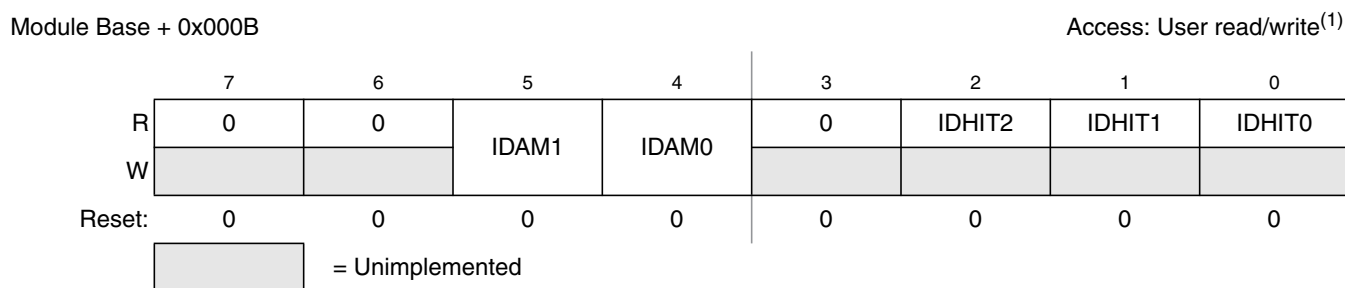 Module Base + 0x000B Access: User read/write(1)
7 6 5 4 3 2 1 0
R 0 0 IDAM1 IDAM0 0 IDHIT2 IDHIT1 IDHIT0
W
Reset: 0 0 0 0 0 0 0 0
= Unimplemented